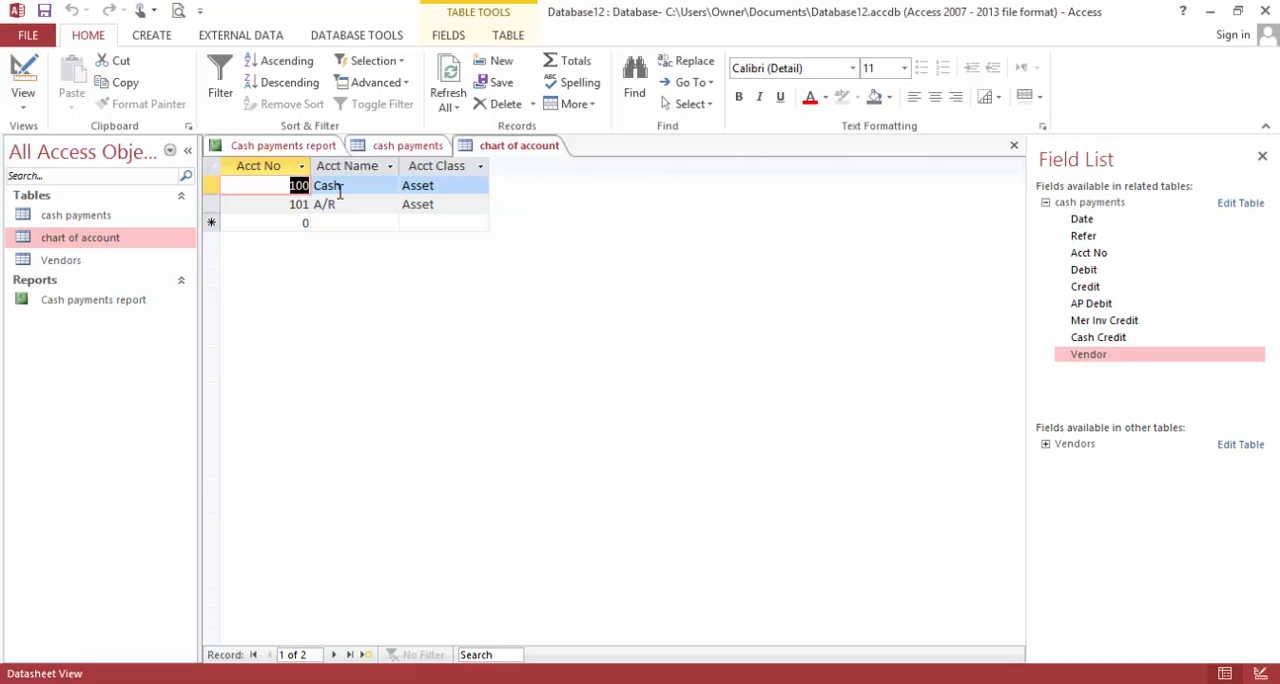 TABLE TOOLS
Database12 : Database- C:\Users\Owner\Documents\Database12.accdb (Access 2007 - 2013 file format) - Access
?
FILE HOME CREATE EXTERNAL DATA DATABASE TOOLS FIELDS TABLE
Sign in
View
Views
Paste
Cut
Copy
Format Painter
Clipboard
Filter
Ascending
Descending
Remove Sort
Selection
Advanced
Toggle Filter
Sort & Filter
Refresh
All
New
Save
Delete
Totals
Spelling
More
Records
Find
Replace
Go To
Select
Find
Calibri (Detail) 11
B I U A
Text Formatting
All Access Obje...
Search...
Tables
cash payments
chart of account
Vendors
Reports
Cash payments report
Cash payments report cash payments chart of account
Acct No Acct Name Acct Class
100 Cash Asset
101 A/R Asset
0
Field List
Fields available in related tables:
cash payments Edit Table
Date
Refer
Acct No
Debit
Credit
AP Debit
Mer Inv Credit
Cash Credit
Vendor
Fields available in other tables:
Vendors Edit Table
Record: 1 of 2 No Filter Search
Datasheet View